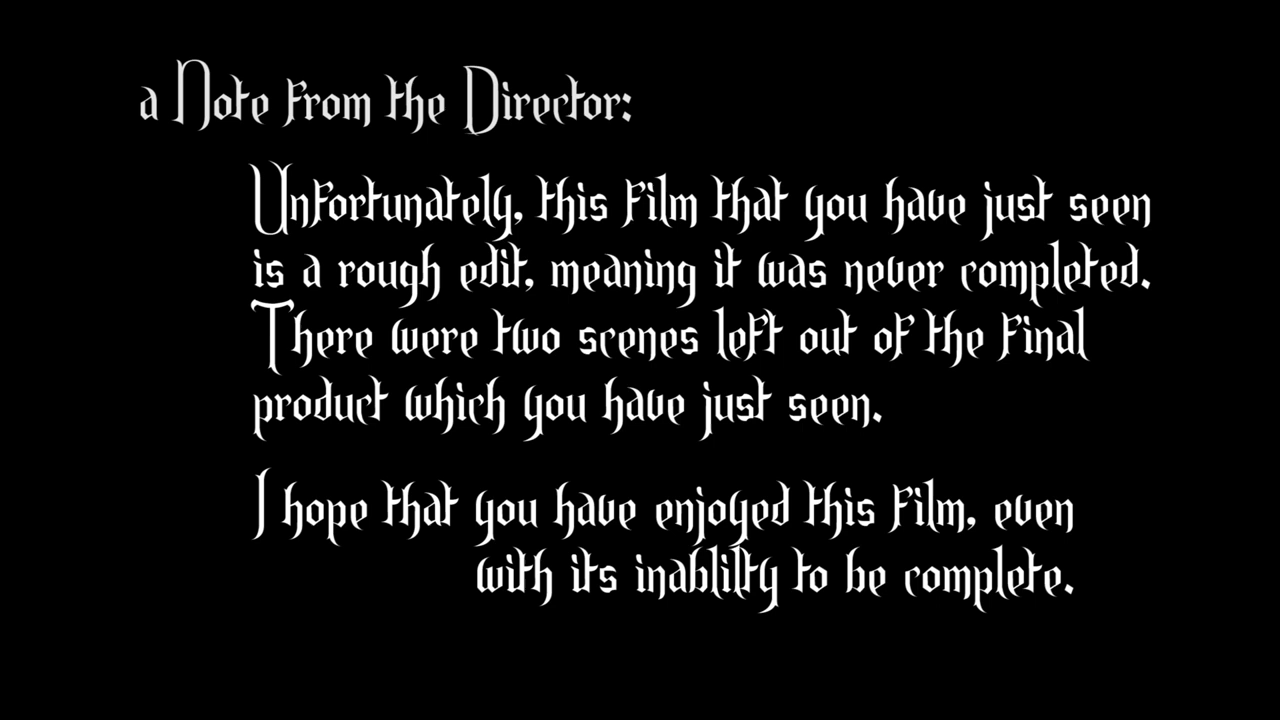 a Note from the Director:
Unfortunately, this film that you have just seen
is a rough edit, meaning it was never completed.
There were two scenes left out of the final
product which you have just seen.
I hope that you have enjoyed this film, even
with its inablilty to be complete.